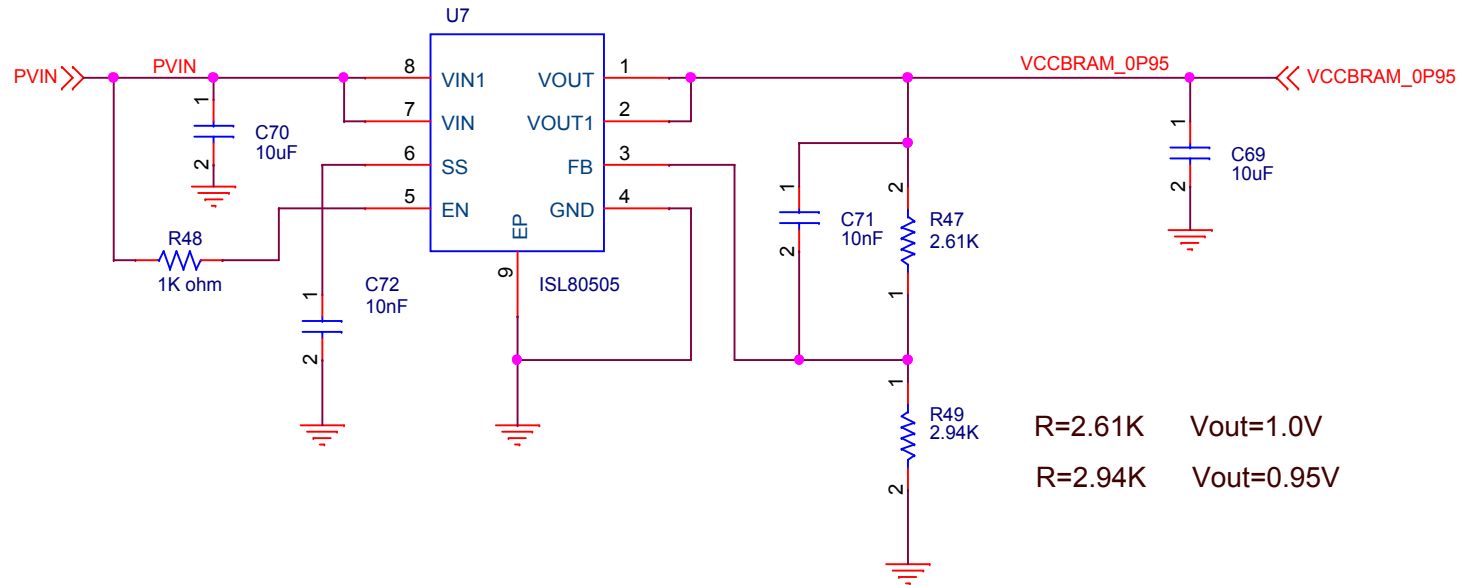 U7
PVIN
PVIN
8 VIN1 VOUT 1
7 VIN VOUT1 2
6 SS FB 3
5 EN GND 4
EP
9
ISL80505
VCCBRAM_0P95
VCCBRAM_0P95
1
C70
10uF
2
R48
1K ohm
1
C72
10nF
2
1
C71
10nF
2
2
R47
2.61K
1
1
C69
10uF
2
1
R49
2.94K
2
R=2.61K Vout=1.0V
R=2.94K Vout=0.95V